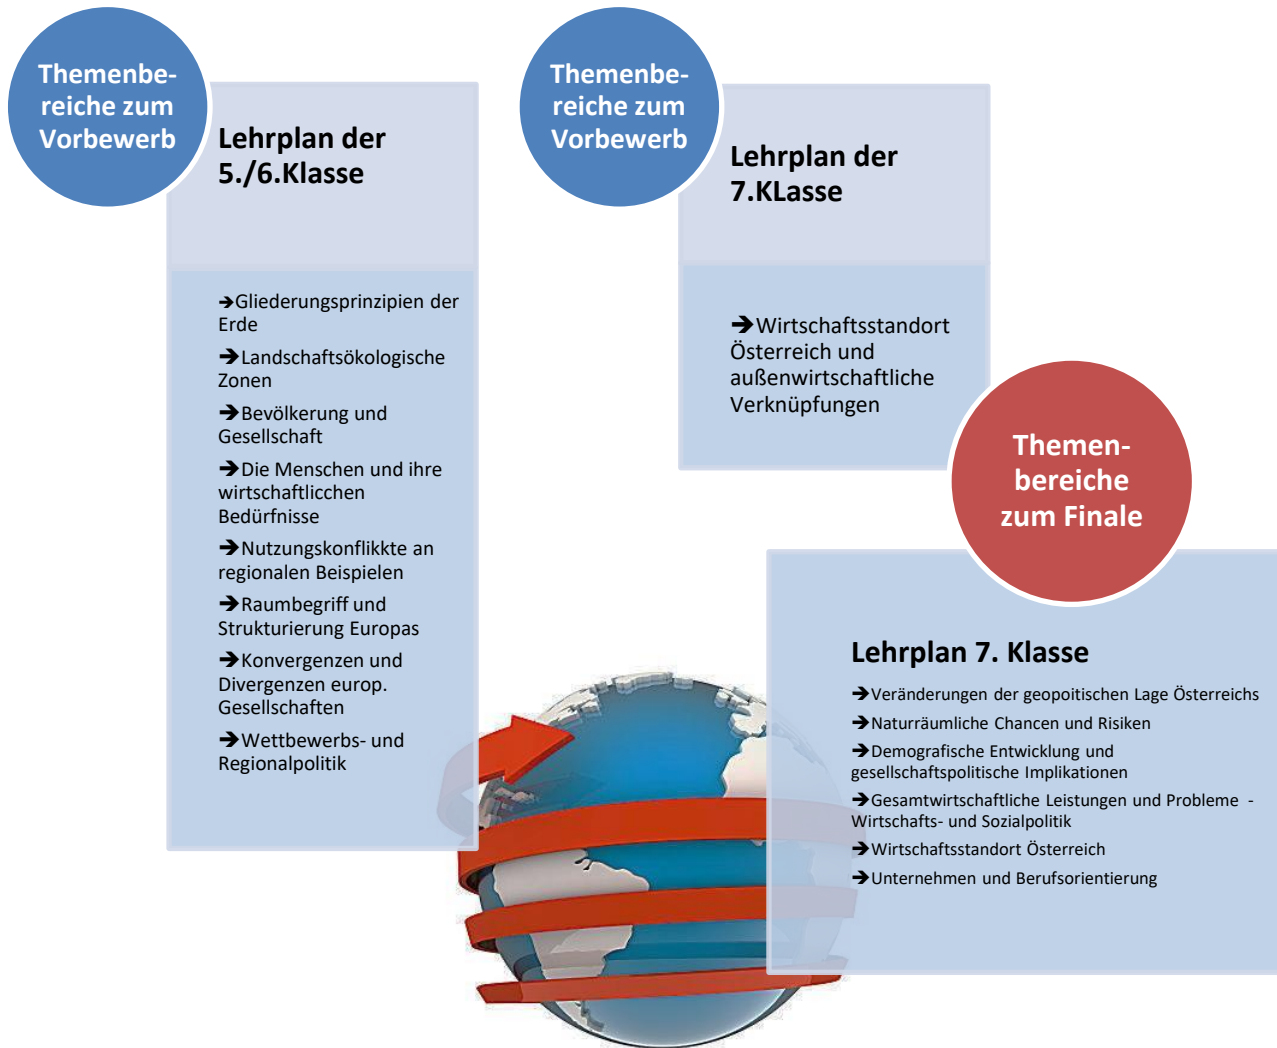 Themenbe-
reiche zum
Vorbewerb
Lehrplan der
5./6.Klasse
➔Gliederungsprinzipien der
Erde
➔Landschaftsökologische
Zonen
➔Bevölkerung und
Gesellschaft
➔Die Menschen und ihre
wirtschaftlicchen
Bedürfnisse
➔Nutzungskonflikkte an
regionalen Beispielen
➔Raumbegriff und
Strukturierung Europas
➔Konvergenzen und
Divergenzen europ.
Gesellschaften
➔Wettbewerbs- und
Regionalpolitik
Themenbe-
reiche zum
Vorbewerb
Lehrplan der
7.KLasse
➔Wirtschaftsstandort
Österreich und
außenwirtschaftliche
Verknüpfungen
Themen-
bereiche
zum Finale
Lehrplan 7. Klasse
➔Veränderungen der geopoitischen Lage Österreichs
➔Naturräumliche Chancen und Risiken
➔Demografische Entwicklung und
gesellschaftspolitische Implikationen
➔Gesamtwirtschaftliche Leistungen und Probleme -
Wirtschafts- und Sozialpolitik
➔Wirtschaftsstandort Österreich
➔Unternehmen und Berufsorientierung